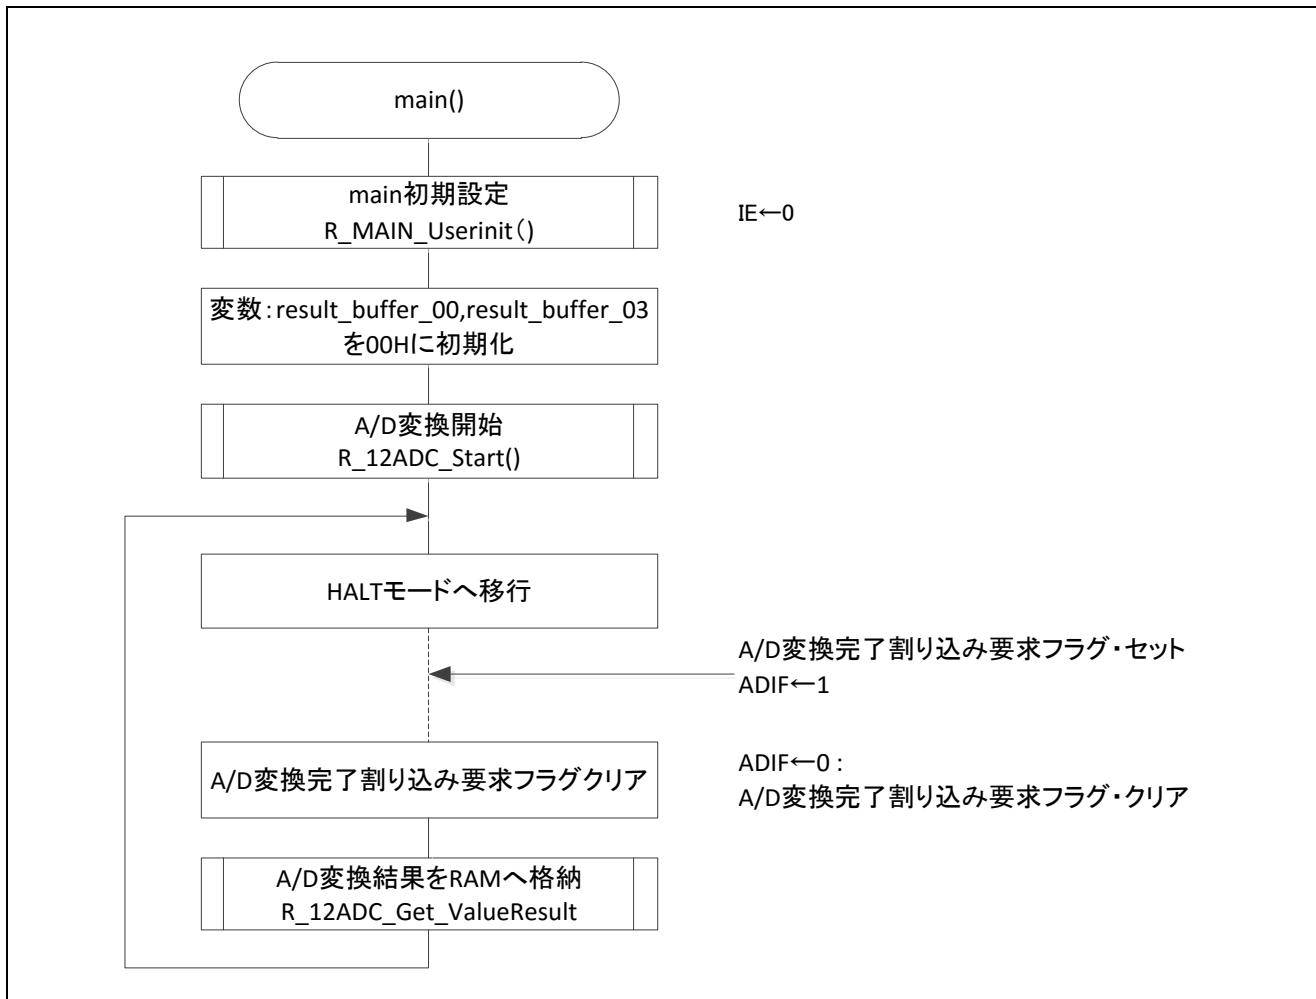 main()
main初期設定
R_MAIN_Userinit()
IE←0
変数：result_buffer_00,result_buffer_03
を00Hに初期化
A/D変換開始
R_12ADC_Start()
HALTモードへ移行
A/D変換完了割り込み要求フラグ・セット
ADIF←1
A/D変換完了割り込み要求フラグクリア
ADIF←0 :
A/D変換完了割り込み要求フラグ・クリア
A/D変換結果をRAMへ格納
R_12ADC_Get_ValueResult